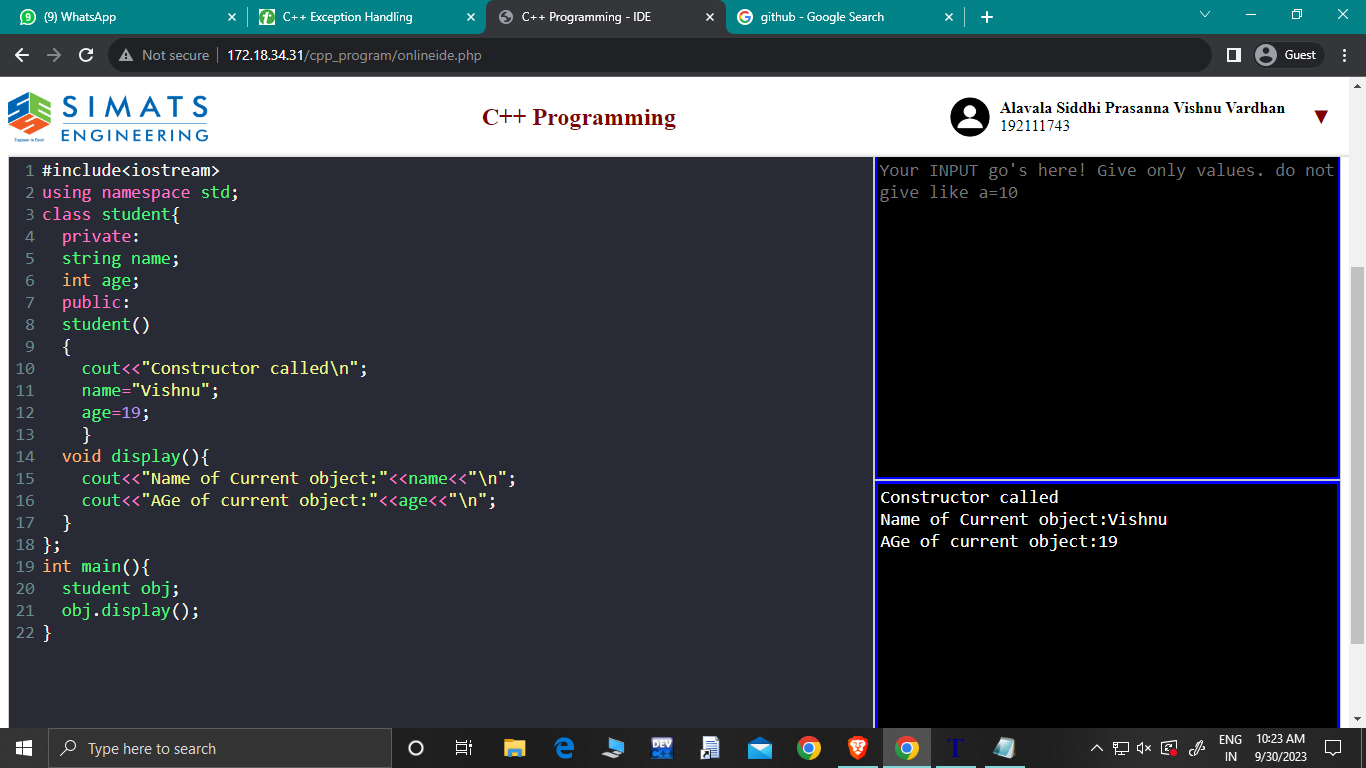 (9) WhatsApp
C++ Exception Handling
C++ Programming - IDE
github - Google Search
Not secure
172.18.34.31/cpp_program/onlineide.php
Guest
SIMATS
ENGINEERING
Engineer to Excel
C++ Programming
Alavala Siddhi Prasanna Vishnu Vardhan
192111743
1 #include<iostream>
2 using namespace std;
3 class student{
4 private:
5 string name;
6 int age;
7 public:
8 student()
9 {
10 cout<<"Constructor called\n";
11 name="Vishnu";
12 age=19;
13 }
14 void display(){
15 cout<<"Name of Current object:"<<name<<"\n";
16 cout<<"AGe of current object:"<<age<<"\n";
17 }
18 };
19 int main(){
20 student obj;
21 obj.display();
22 }
Your INPUT go's here! Give only values. do not
give like a=10
Constructor called
Name of Current object:Vishnu
AGe of current object:19
Type here to search
DEV
T
ENG
IN
10:23 AM
9/30/2023